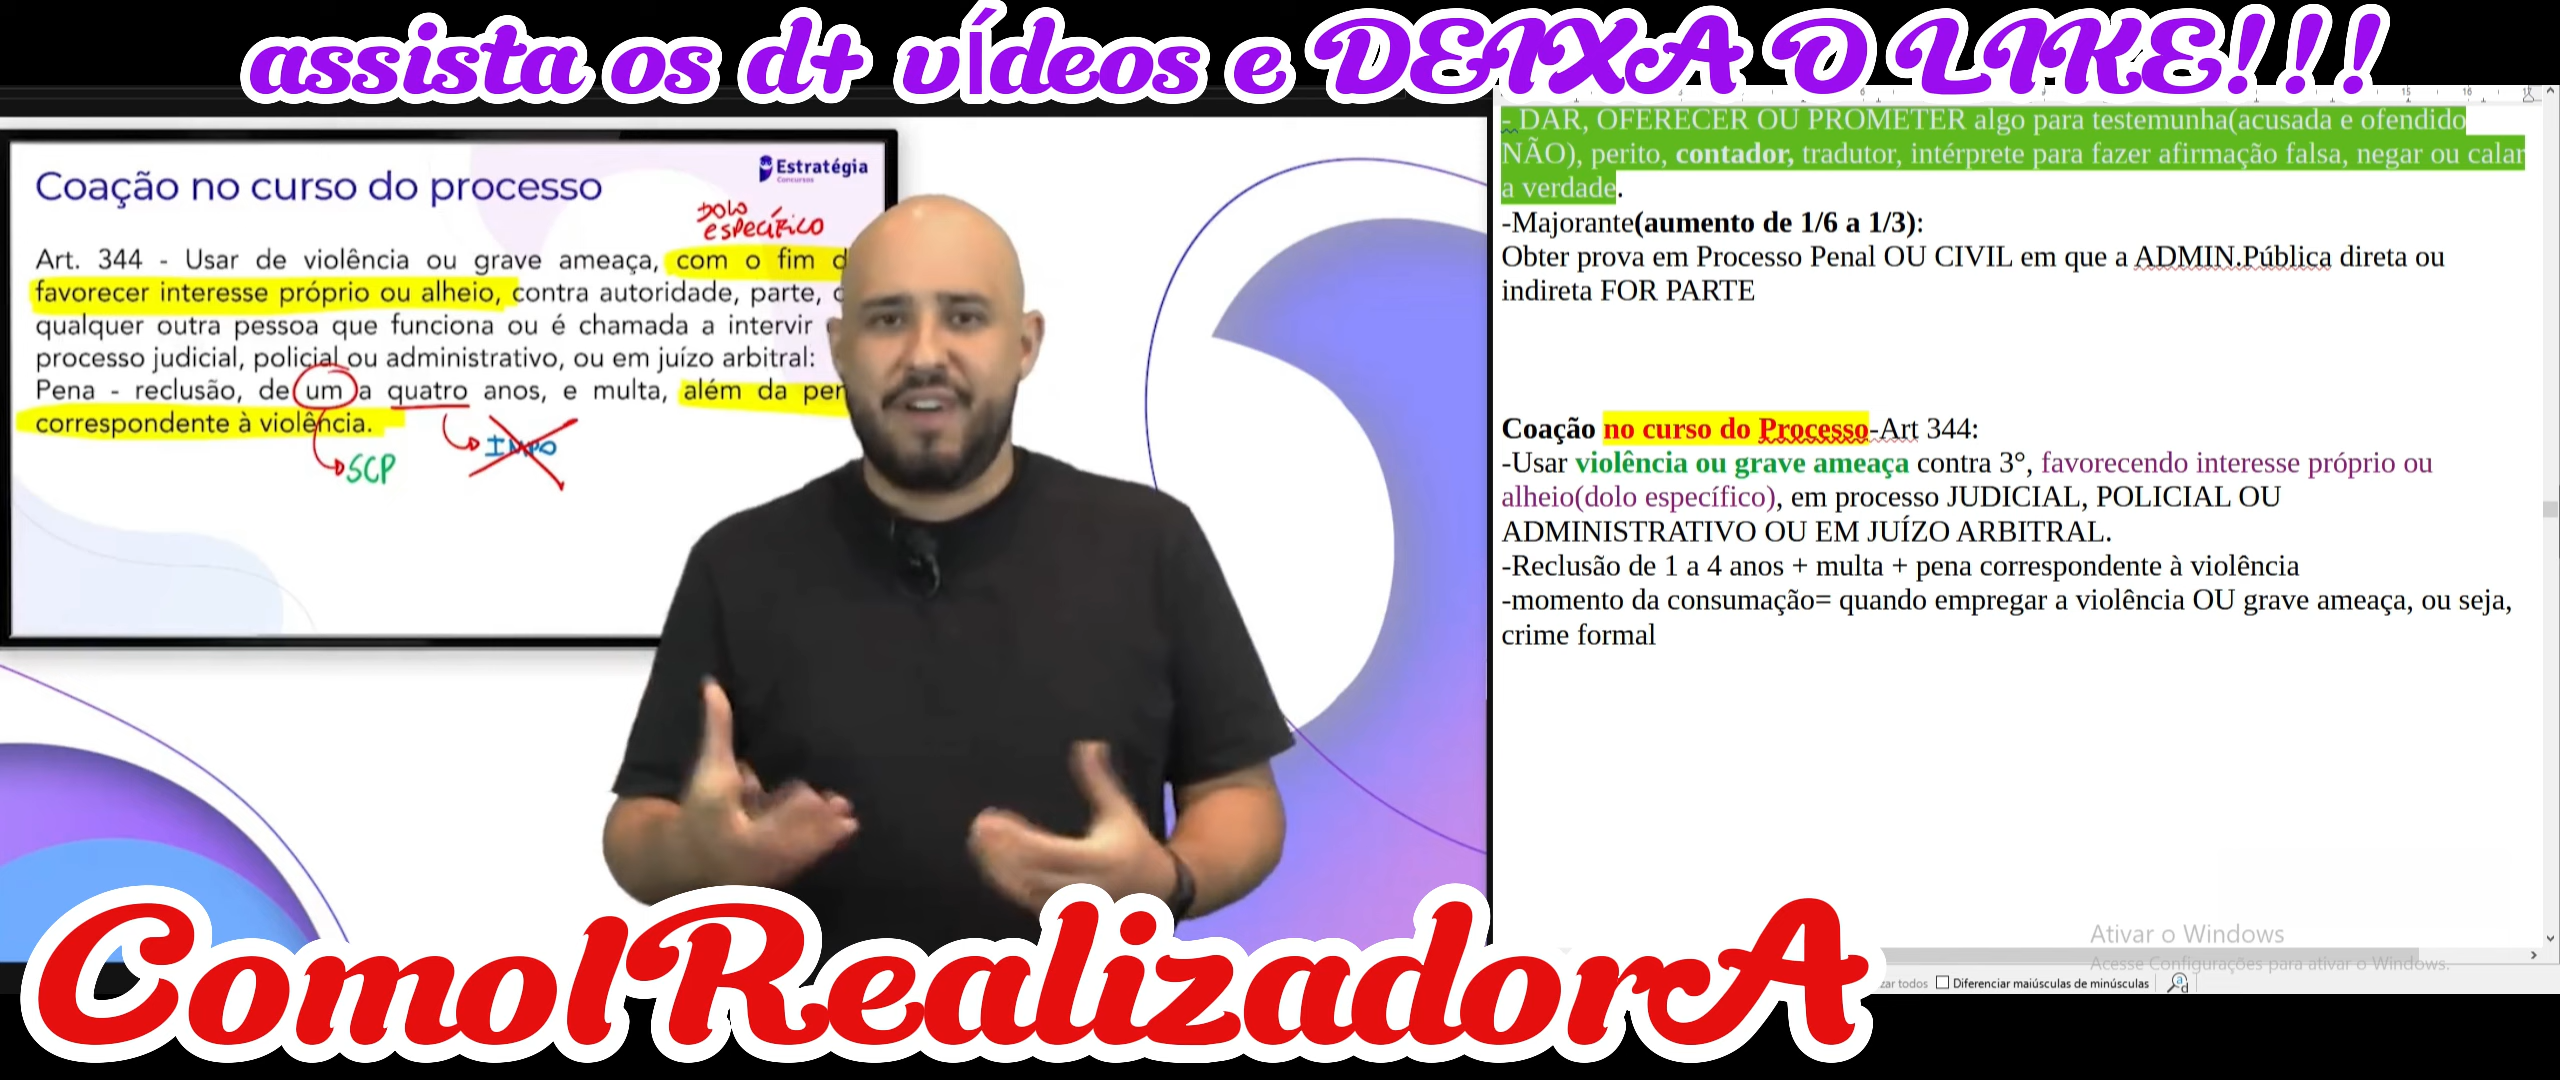 assista os d+ vÍdeos e DEIXA O LIKE!!!
Coação no curso do processo
Estratégia
Concursos
DOLO
ESPECÍFICO
Art. 344 - Usar de violência ou grave ameaça, com o fim d
favorecer interesse próprio ou alheio, contra autoridade, parte,
qualquer outra pessoa que funciona ou é chamada a intervir
processo judicial, policial ou administrativo, ou em juízo arbitral:
Pena - reclusão, de um a quatro anos, e multa, além da pen
correspondente à violência.
IMPO
SCP
- DAR, OFERECER OU PROMETER algo para testemunha(acusada e ofendido
NÃO), perito, contador, tradutor, intérprete para fazer afirmação falsa, negar ou calar
a verdade.
-Majorante(aumento de 1/6 a 1/3):
Obter prova em Processo Penal OU CIVIL em que a ADMIN.Pública direta ou
indireta FOR PARTE
Coação no curso do Processo-Art 344:
-Usar violência ou grave ameaça contra 3°, favorecendo interesse próprio ou
alheio(dolo específico), em processo JUDICIAL, POLICIAL OU
ADMINISTRATIVO OU EM JUÍZO ARBITRAL.
-Reclusão de 1 a 4 anos + multa + pena correspondente à violência
-momento da consumação= quando empregar a violência OU grave ameaça, ou seja,
crime formal
Ativar o Windows
Acesse Configurações para ativar o Windows.
zar todos Diferenciar maiúsculas de minúsculas
ComolRealizadorA